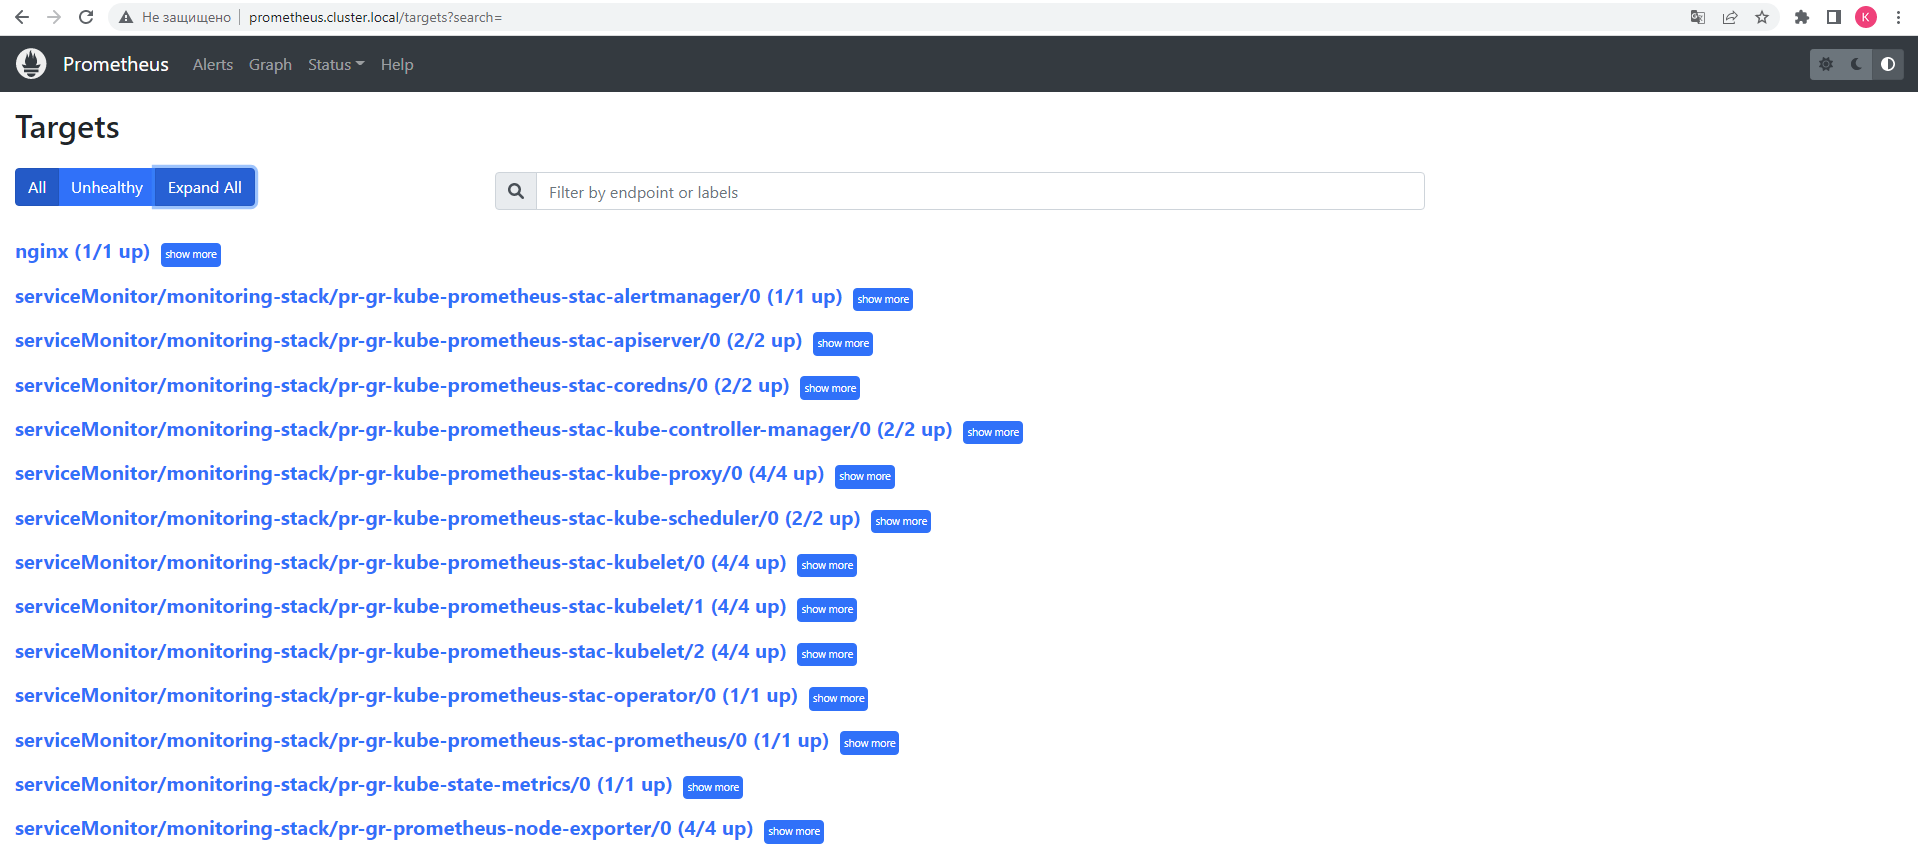 Не защищено prometheus.cluster.local/targets?search= K
Prometheus Alerts Graph Status Help
Targets
All Unhealthy Expand All Filter by endpoint or labels
nginx (1/1 up) show more
serviceMonitor/monitoring-stack/pr-gr-kube-prometheus-stac-alertmanager/0 (1/1 up) show more
serviceMonitor/monitoring-stack/pr-gr-kube-prometheus-stac-apiserver/0 (2/2 up) show more
serviceMonitor/monitoring-stack/pr-gr-kube-prometheus-stac-coredns/0 (2/2 up) show more
serviceMonitor/monitoring-stack/pr-gr-kube-prometheus-stac-kube-controller-manager/0 (2/2 up) show more
serviceMonitor/monitoring-stack/pr-gr-kube-prometheus-stac-kube-proxy/0 (4/4 up) show more
serviceMonitor/monitoring-stack/pr-gr-kube-prometheus-stac-kube-scheduler/0 (2/2 up) show more
serviceMonitor/monitoring-stack/pr-gr-kube-prometheus-stac-kubelet/0 (4/4 up) show more
serviceMonitor/monitoring-stack/pr-gr-kube-prometheus-stac-kubelet/1 (4/4 up) show more
serviceMonitor/monitoring-stack/pr-gr-kube-prometheus-stac-kubelet/2 (4/4 up) show more
serviceMonitor/monitoring-stack/pr-gr-kube-prometheus-stac-operator/0 (1/1 up) show more
serviceMonitor/monitoring-stack/pr-gr-kube-prometheus-stac-prometheus/0 (1/1 up) show more
serviceMonitor/monitoring-stack/pr-gr-kube-state-metrics/0 (1/1 up) show more
serviceMonitor/monitoring-stack/pr-gr-prometheus-node-exporter/0 (4/4 up) show more